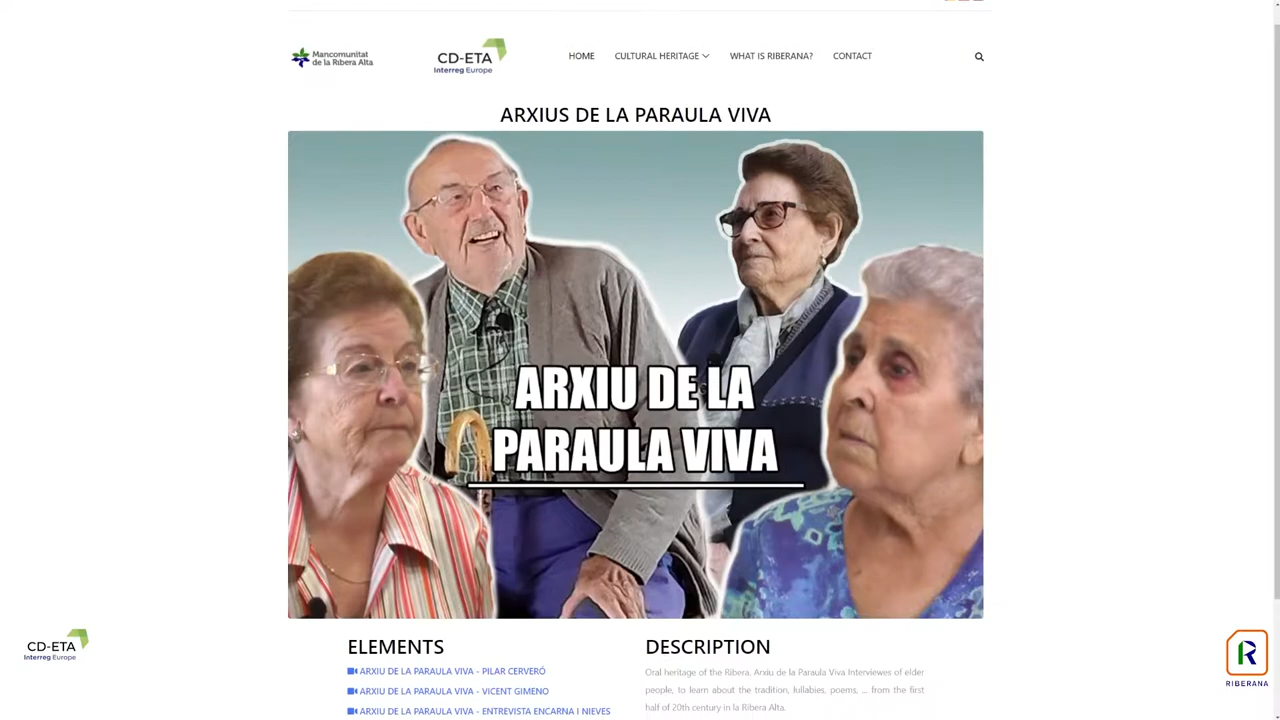 Mancomunitat
de la Ribera Alta
CD-ETA
Interreg Europe
HOME CULTURAL HERITAGE WHAT IS RIBERANA? CONTACT
ARXIUS DE LA PARAULA VIVA
ARXIU DE LA
PARAULA VIVA
ELEMENTS
ARXIU DE LA PARAULA VIVA - PILAR CERVERÓ
ARXIU DE LA PARAULA VIVA - VICENT GIMENO
ARXIU DE LA PARAULA VIVA - ENTREVISTA ENCARNA I NIEVES
DESCRIPTION
Oral heritage of the Ribera. Arxiu de la Paraula Viva Interviewes of elder
people, to learn about the tradition, lullabies, poems, ... from the first
half of 20th century in la Ribera Alta.
CD-ETA
Interreg Europe
R
RIBERANA